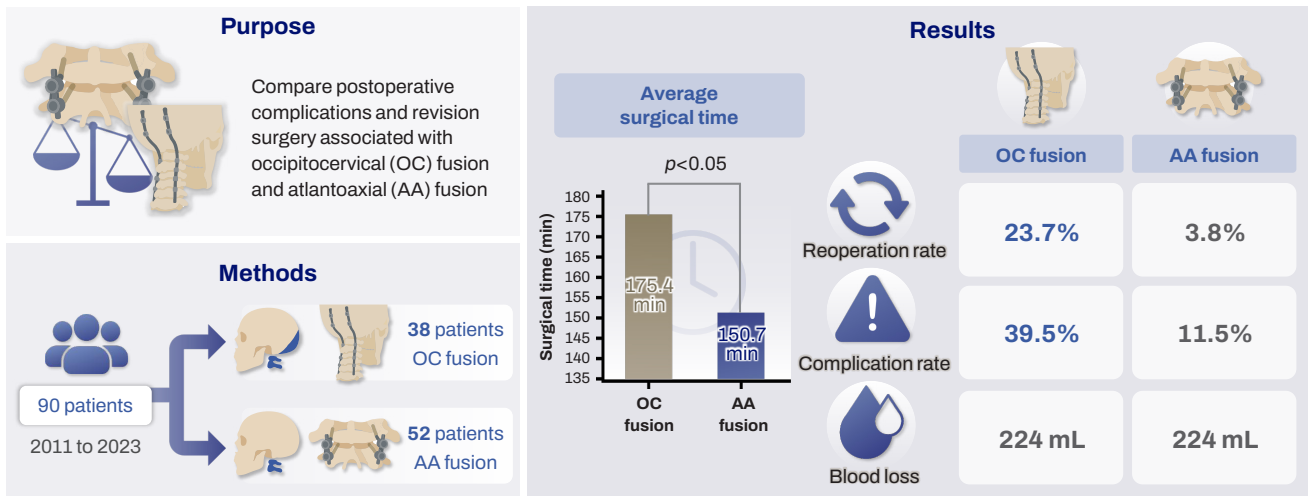 Purpose
Compare postoperative
complications and revision
surgery associated with
occipitocervical (OC) fusion
and atlantoaxial (AA) fusion
Methods
90 patients
2011 to 2023
38 patients
OC fusion
52 patients
AA fusion
Results
Average
surgical time
p<0.05
Surgical time (min)
180
175
170
165
160
155
150
145
140
135
175.4
min
150.7
min
OC
fusion
AA
fusion
OC fusion
AA fusion
Reoperation rate
23.7%
3.8%
Complication rate
39.5%
11.5%
Blood loss
224 mL
224 mL